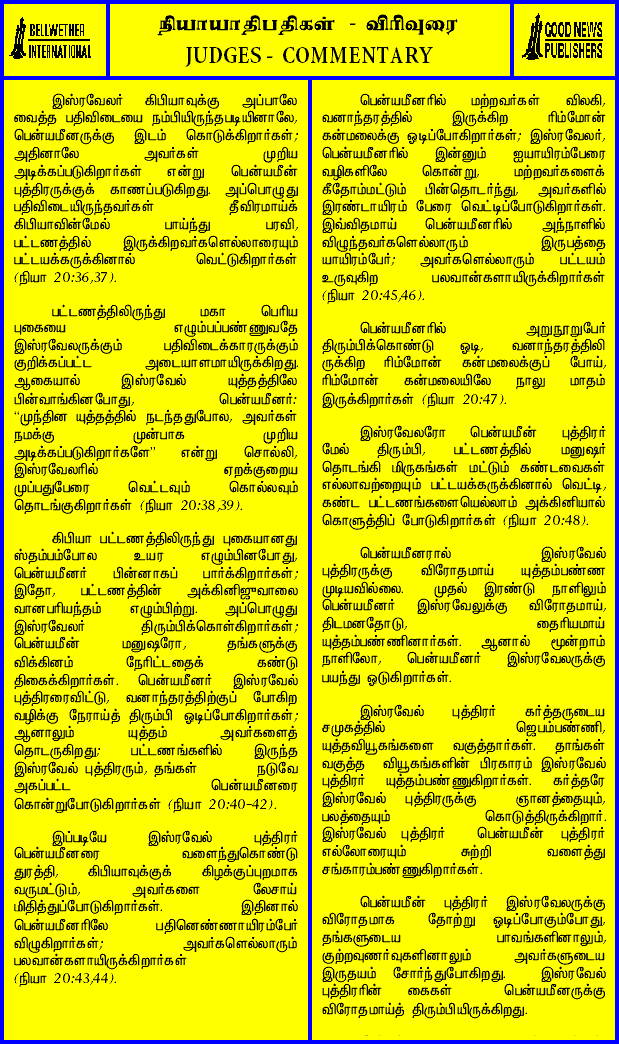 BELLWETHER
INTERNATIONAL
நியாயாதிபதிகள் - விரிவுரை
JUDGES - COMMENTARY
GOOD NEWS
PUBLISHERS
இஸ்ரவேலர் கிபியாவுக்கு அப்பாலே
வைத்த பதிவிடையை நம்பியிருந்தபடியினாலே,
பென்யமீனருக்கு இடம் கொடுக்கிறார்கள்;
அதினாலே அவர்கள் முறிய
அடிக்கப்படுகிறார்கள் என்று பென்யமீன்
புத்திரருக்குக் காணப்படுகிறது. அப்பொழுது
பதிவிடையிருந்தவர்கள் தீவிரமாய்க்
கிபியாவின்மேல் பாய்ந்து பரவி,
பட்டணத்தில் இருக்கிறவர்களெல்லாரையும்
பட்டயக்கருக்கினால் வெட்டுகிறார்கள்
(நியா 20:36,37).
பட்டணத்திலிருந்து மகா பெரிய
புகையை எழும்பப்பண்ணுவதே
இஸ்ரவேலருக்கும் பதிவிடைக்காரருக்கும்
குறிக்கப்பட்ட அடையாளமாயிருக்கிறது.
ஆகையால் இஸ்ரவேல் யுத்தத்திலே
பின்வாங்கினபோது, பென்யமீனர்:
“முந்தின யுத்தத்தில் நடந்ததுபோல, அவர்கள்
நமக்கு முன்பாக முறிய
அடிக்கப்படுகிறார்களே” என்று சொல்லி,
இஸ்ரவேலரில் ஏறக்குறைய
முப்பதுபேரை வெட்டவும் கொல்லவும்
தொடங்குகிறார்கள் (நியா 20:38,39).
கிபியா பட்டணத்திலிருந்து புகையானது
ஸ்தம்பம்போல உயர எழும்பினபோது,
பென்யமீனர் பின்னாகப் பார்க்கிறார்கள்;
இதோ, பட்டணத்தின் அக்கினிஜுவாலை
வானபரியந்தம் எழும்பிற்று. அப்பொழுது
இஸ்ரவேலர் திரும்பிக்கொள்கிறார்கள்;
பென்யமீன் மனுஷரோ, தங்களுக்கு
விக்கினம் நேரிட்டதைக் கண்டு
திகைக்கிறார்கள். பென்யமீனர் இஸ்ரவேல்
புத்திரரைவிட்டு, வனாந்தரத்திற்குப் போகிற
வழிக்கு நேராய்த் திரும்பி ஓடிப்போகிறார்கள்;
ஆனாலும் யுத்தம் அவர்களைத்
தொடருகிறது; பட்டணங்களில் இருந்த
இஸ்ரவேல் புத்திரரும், தங்கள் நடுவே
அகப்பட்ட பென்யமீனரை
கொன்றுபோடுகிறார்கள் (நியா 20:40-42).
இப்படியே இஸ்ரவேல் புத்திரர்
பென்யமீனரை வளைந்துகொண்டு
துரத்தி, கிபியாவுக்குக் கிழக்குப்புறமாக
வருமட்டும், அவர்களை லேசாய்
மிதித்துப்போடுகிறார்கள். இதினால்
பென்யமீனரிலே பதினெண்ணாயிரம்பேர்
விழுகிறார்கள்; அவர்களெல்லாரும்
பலவான்களாயிருக்கிறார்கள்
(நியா 20:43,44).
பென்யமீனரில் மற்றவர்கள் விலகி,
வனாந்தரத்தில் இருக்கிற ரிம்மோன்
கன்மலைக்கு ஓடிப்போகிறார்கள்; இஸ்ரவேலர்,
பென்யமீனரில் இன்னும் ஐயாயிரம்பேரை
வழிகளிலே கொன்று, மற்றவர்களைக்
கீதோம்மட்டும் பின்தொடர்ந்து, அவர்களில்
இரண்டாயிரம் பேரை வெட்டிப்போடுகிறார்கள்.
இவ்விதமாய் பென்யமீனரில் அந்நாளில்
விழுந்தவர்களெல்லாரும் இருபத்தை
யாயிரம்பேர்; அவர்களெல்லாரும் பட்டயம்
உருவுகிற பலவான்களாயிருக்கிறார்கள்
(நியா 20:45,46).
பென்யமீனரில் அறுநூறுபேர்
திரும்பிக்கொண்டு ஓடி, வனாந்தரத்திலி
ருக்கிற ரிம்மோன் கன்மலைக்குப் போய்,
ரிம்மோன் கன்மலையிலே நாலு மாதம்
இருக்கிறார்கள் (நியா 20:47).
இஸ்ரவேலரோ பென்யமீன் புத்திரர்
மேல் திரும்பி, பட்டணத்தில் மனுஷர்
தொடங்கி மிருகங்கள் மட்டும் கண்டவைகள்
எல்லாவற்றையும் பட்டயக்கருக்கினால் வெட்டி,
கண்ட பட்டணங்களையெல்லாம் அக்கினியால்
கொளுத்திப் போடுகிறார்கள் (நியா 20:48).
பென்யமீனரால் இஸ்ரவேல்
புத்திரருக்கு விரோதமாய் யுத்தம்பண்ண
முடியவில்லை. முதல் இரண்டு நாளிலும்
பென்யமீனர் இஸ்ரவேலுக்கு விரோதமாய்,
திடமனதோடு, தைரியமாய்
யுத்தம்பண்ணினார்கள். ஆனால் மூன்றாம்
நாளிலோ, பென்யமீனர் இஸ்ரவேலருக்கு
பயந்து ஓடுகிறார்கள்.
இஸ்ரவேல் புத்திரர் கர்த்தருடைய
சமுகத்தில் ஜெபம்பண்ணி,
யுத்தவியூகங்களை வகுத்தார்கள். தாங்கள்
வகுத்த வியூகங்களின் பிரகாரம் இஸ்ரவேல்
புத்திரர் யுத்தம்பண்ணுகிறார்கள். கர்த்தரே
இஸ்ரவேல் புத்திரருக்கு ஞானத்தையும்,
பலத்தையும் கொடுத்திருக்கிறார்.
இஸ்ரவேல் புத்திரர் பென்யமீன் புத்திரர்
எல்லோரையும் சுற்றி வளைத்து
சங்காரம்பண்ணுகிறார்கள்.
பென்யமீன் புத்திரர் இஸ்ரவேலருக்கு
விரோதமாக தோற்று ஓடிப்போகும்போது,
தங்களுடைய பாவங்களினாலும்,
குற்றவுணர்வுகளினாலும் அவர்களுடைய
இருதயம் சோர்ந்துபோகிறது. இஸ்ரவேல்
புத்திரரின் கைகள் பென்யமீனருக்கு
விரோதமாய்த் திரும்பியிருக்கிறது.